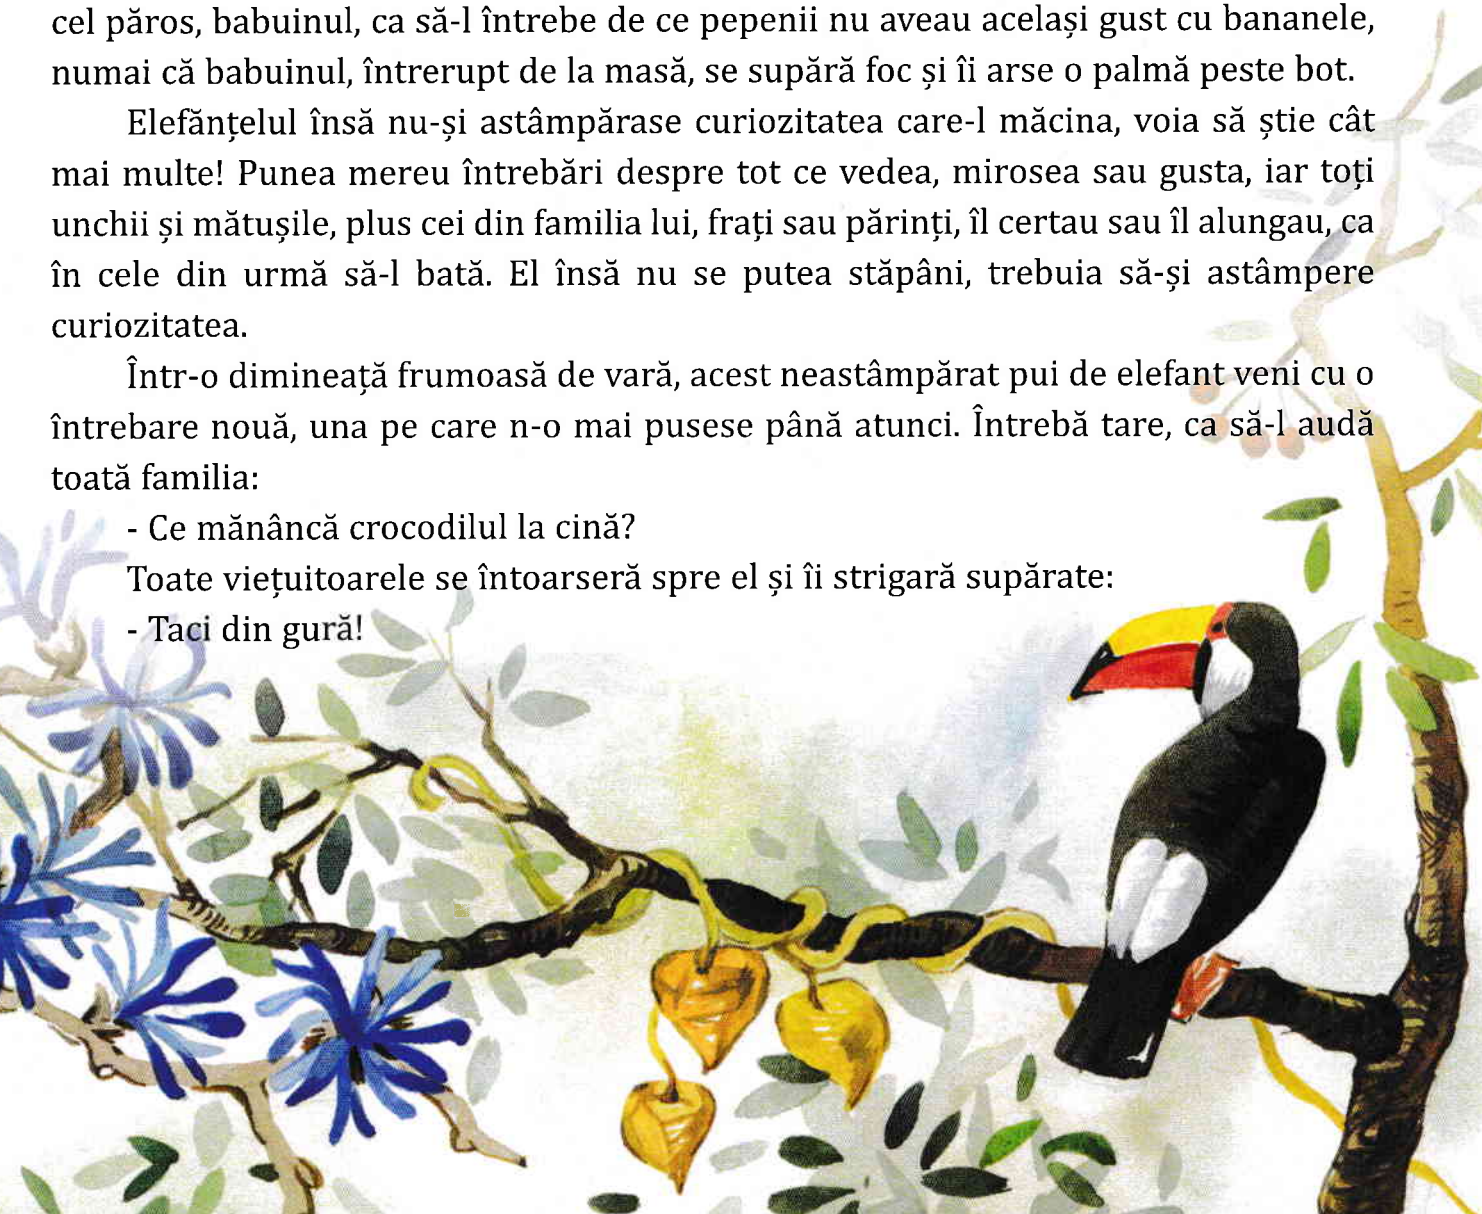 cel păros, babuinul, ca să-l întrebe de ce pepenii nu aveau același gust cu bananele,
numai că babuinul, întrerupt de la masă, se supără foc și îi arse o palmă peste bot.
Elefănțelul însă nu-și astâmpărase curiozitatea care-l măcina, voia să știe cât
mai multe! Punea mereu întrebări despre tot ce vedea, mirosea sau gusta, iar toți
unchii și mătușile, plus cei din familia lui, frați sau părinți, îl certau sau îl alungau, ca
în cele din urmă să-l bată. El însă nu se putea stăpâni, trebuia să-și astâmpere
curiozitatea.
Într-o dimineață frumoasă de vară, acest neastâmpărat pui de elefant veni cu o
întrebare nouă, una pe care n-o mai pusese până atunci. Întrebă tare, ca să-l audă
toată familia:
- Ce mănâncă crocodilul la cină?
Toate viețuitoarele se întoarseră spre el și îi strigară supărate:
- Taci din gură!